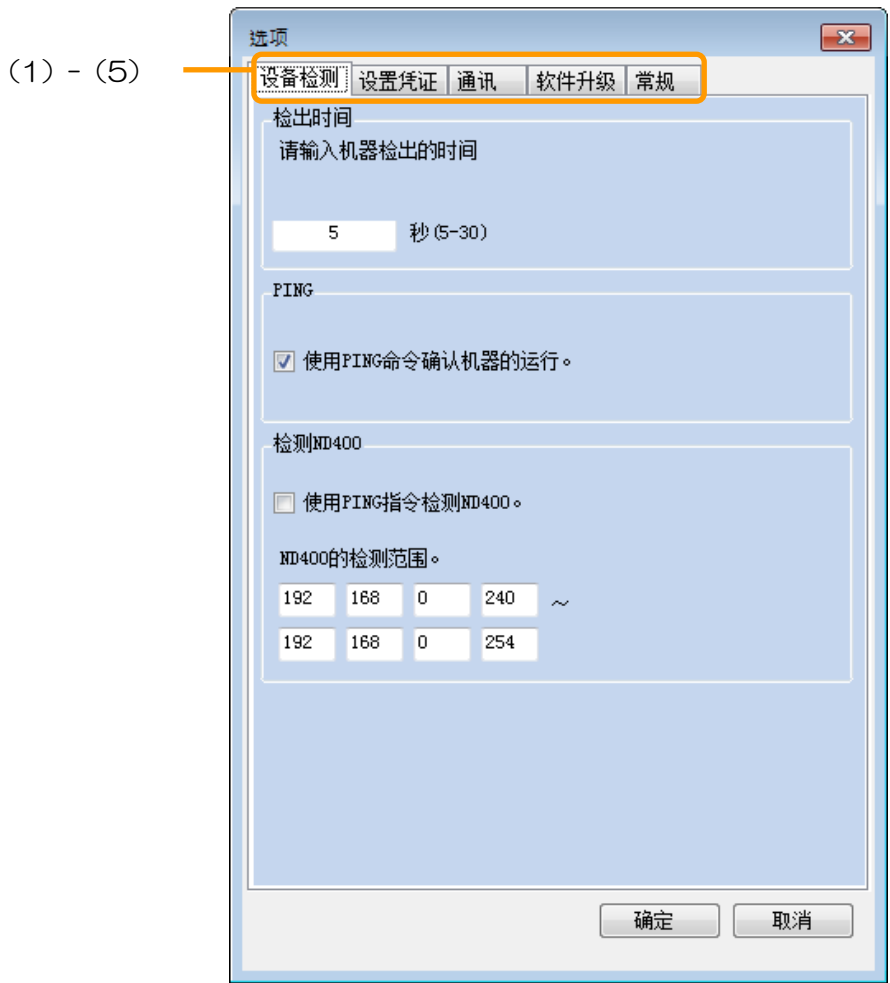 选项
(1) - (5)
设备检测 设置凭证 通讯 软件升级 常规
检出时间
请输入机器检出的时间
5 秒(5-30)
PING
使用PING命令确认机器的运行。
检测ND400
使用PING指令检测ND400。
ND400的检测范围。
192 168 0 240 ～
192 168 0 254
确定 取消